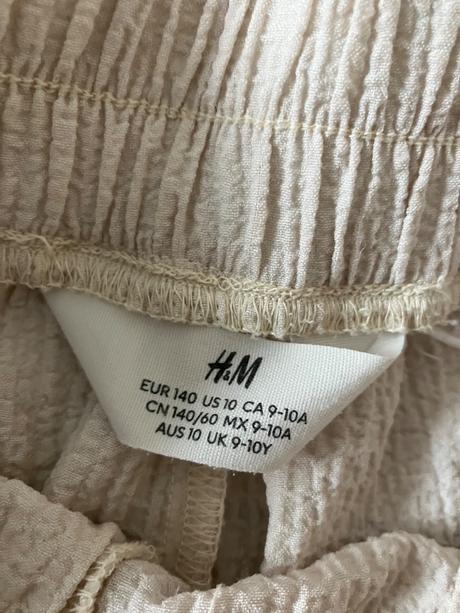 H&M
EUR 140 US 10 CA 9-10A
CN 140/60 MX 9-10A
AUS 10 UK 9-10Y